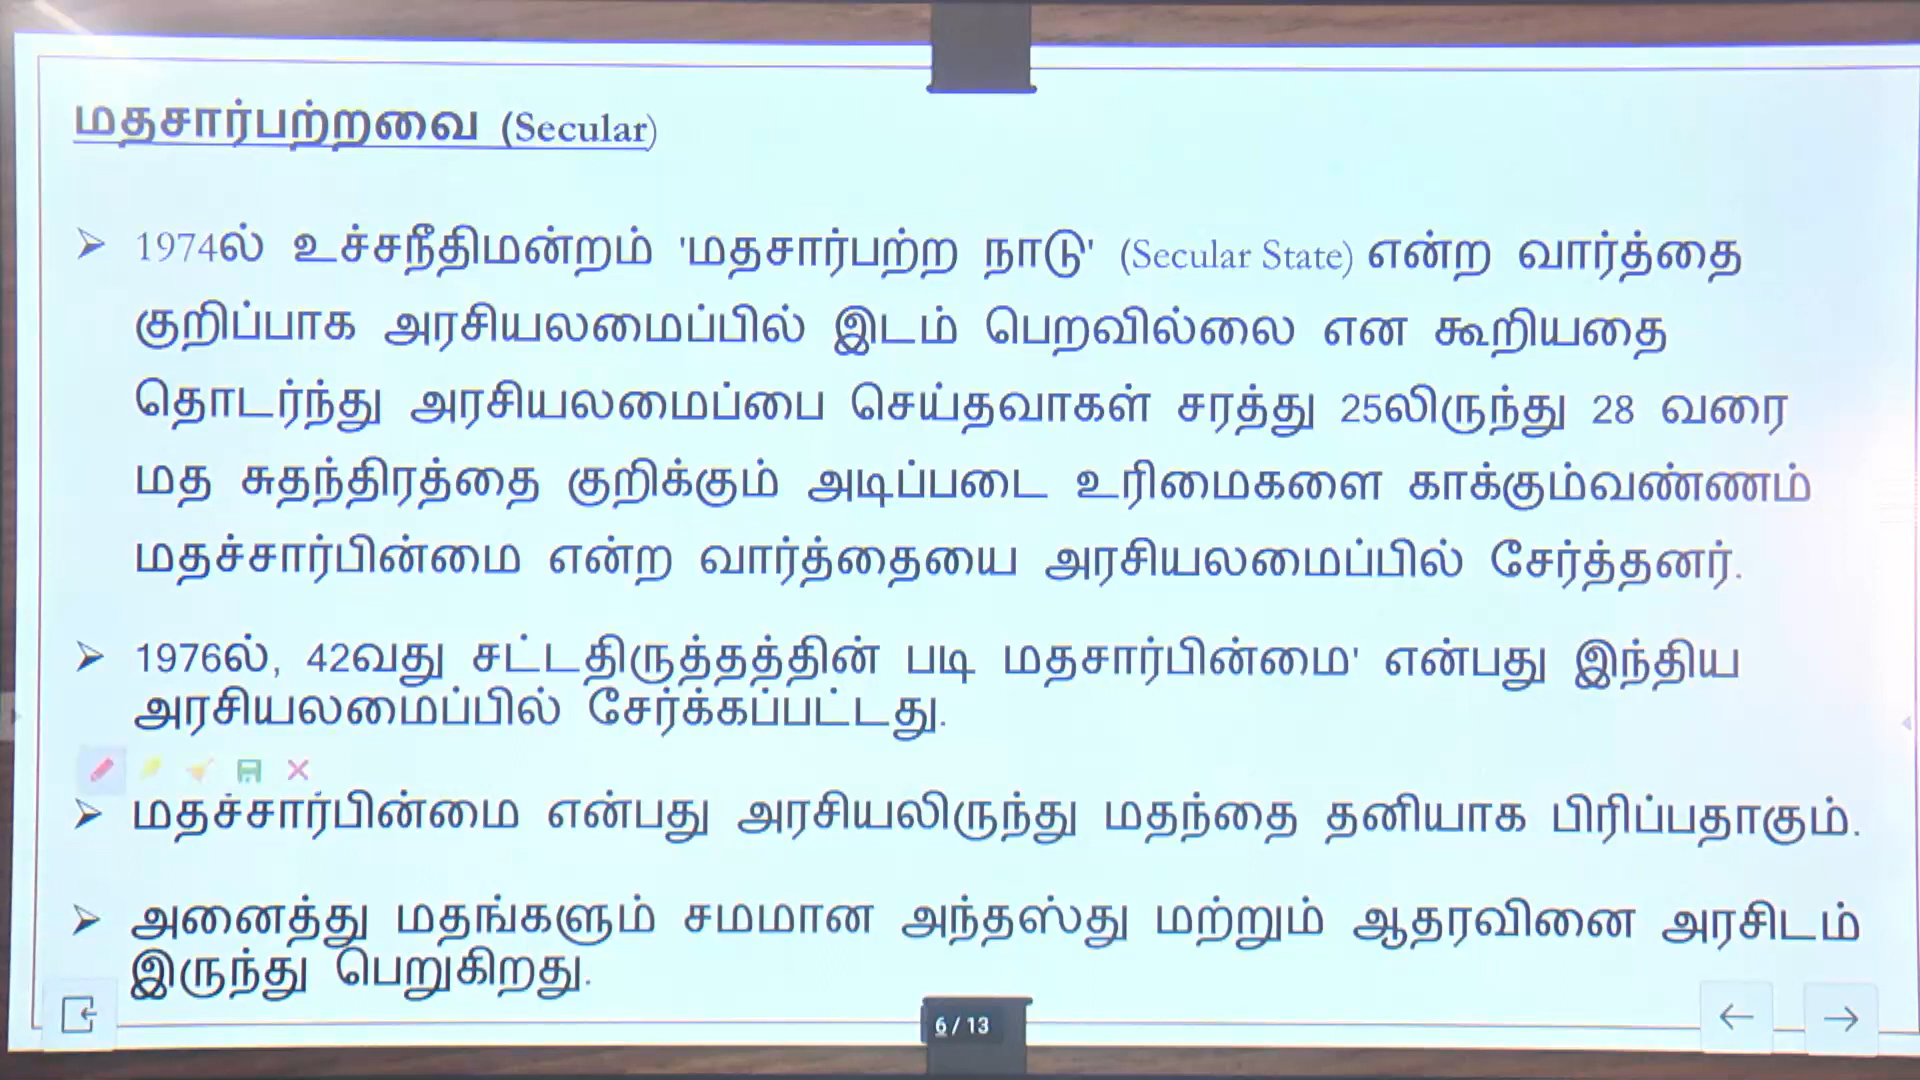 மதசார்பற்றவை (Secular)
➢ 1974ல் உச்சநீதிமன்றம் 'மதசார்பற்ற நாடு' (Secular State) என்ற வார்த்தை
குறிப்பாக அரசியலமைப்பில் இடம் பெறவில்லை என கூறியதை
தொடர்ந்து அரசியலமைப்பை செய்தவாகள் சரத்து 25லிருந்து 28 வரை
மத சுதந்திரத்தை குறிக்கும் அடிப்படை உரிமைகளை காக்கும்வண்ணம்
மதச்சார்பின்மை என்ற வார்த்தையை அரசியலமைப்பில் சேர்த்தனர்.
➢ 1976ல், 42வது சட்டதிருத்தத்தின் படி மதசார்பின்மை' என்பது இந்திய
அரசியலமைப்பில் சேர்க்கப்பட்டது.
➢ மதச்சார்பின்மை என்பது அரசியலிருந்து மதந்தை தனியாக பிரிப்பதாகும்.
➢ அனைத்து மதங்களும் சமமான அந்தஸ்து மற்றும் ஆதரவினை அரசிடம்
இருந்து பெறுகிறது.
6 / 13